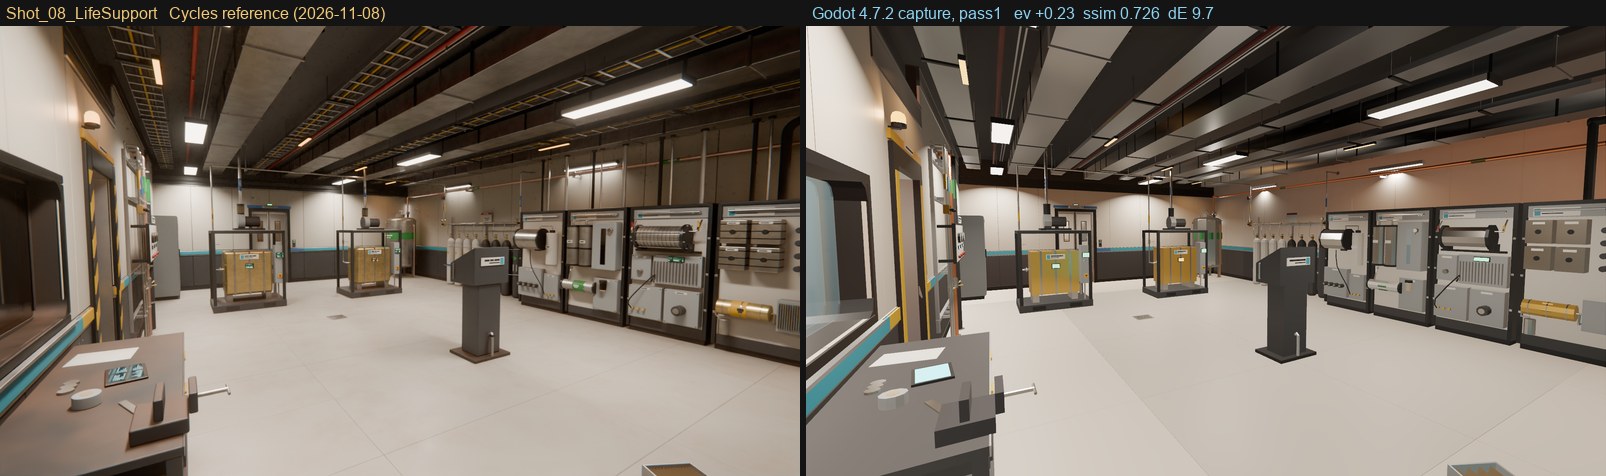 Shot_08_LifeSupport Cycles reference (2026-11-08)
Godot 4.7.2 capture, pass1 ev +0.23 ssim 0.726 dE 9.7